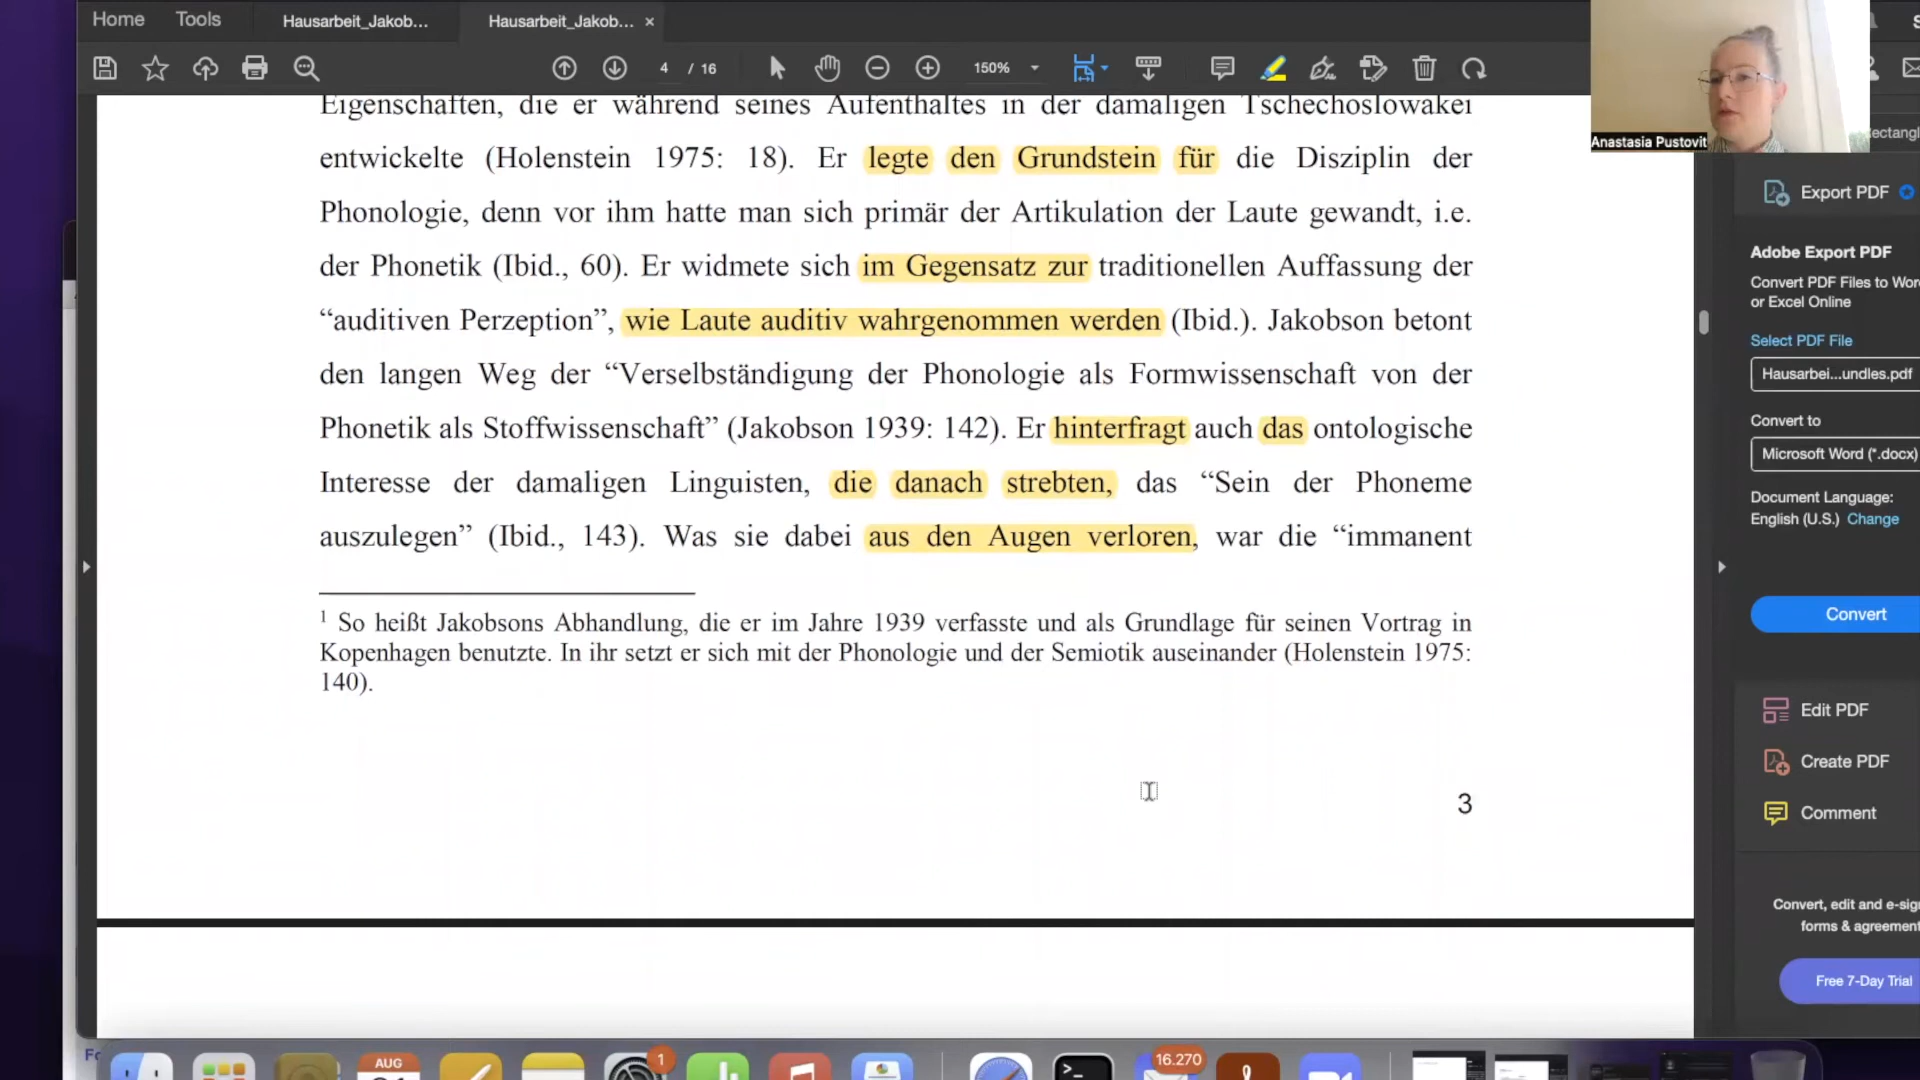 Home
Tools
Hausarbeit_Jakob...
Hausarbeit_Jakob...
4 / 16
150%
Anastasia Pustovit
Eigenschaften, die er während seines Aufenthaltes in der damaligen Tschechoslowakei
entwickelte (Holenstein 1975: 18). Er legte den Grundstein für die Disziplin der
Phonologie, denn vor ihm hatte man sich primär der Artikulation der Laute gewandt, i.e.
der Phonetik (Ibid., 60). Er widmete sich im Gegensatz zur traditionellen Auffassung der
“auditiven Perzeption”, wie Laute auditiv wahrgenommen werden (Ibid.). Jakobson betont
den langen Weg der “Verselbständigung der Phonologie als Formwissenschaft von der
Phonetik als Stoffwissenschaft” (Jakobson 1939: 142). Er hinterfragt auch das ontologische
Interesse der damaligen Linguisten, die danach strebten, das “Sein der Phoneme
auszulegen” (Ibid., 143). Was sie dabei aus den Augen verloren, war die “immanent
1 So heißt Jakobsons Abhandlung, die er im Jahre 1939 verfasste und als Grundlage für seinen Vortrag in
Kopenhagen benutzte. In ihr setzt er sich mit der Phonologie und der Semiotik auseinander (Holenstein 1975:
140).
3
Export PDF
Adobe Export PDF
Convert PDF Files to Wor
or Excel Online
Select PDF File
Hausarbei...undles.pdf
Convert to
Microsoft Word (*.docx)
Document Language:
English (U.S.) Change
Convert
Edit PDF
Create PDF
Comment
Convert, edit and e-sign
forms & agreement
Free 7-Day Trial
AUG
1
16.270